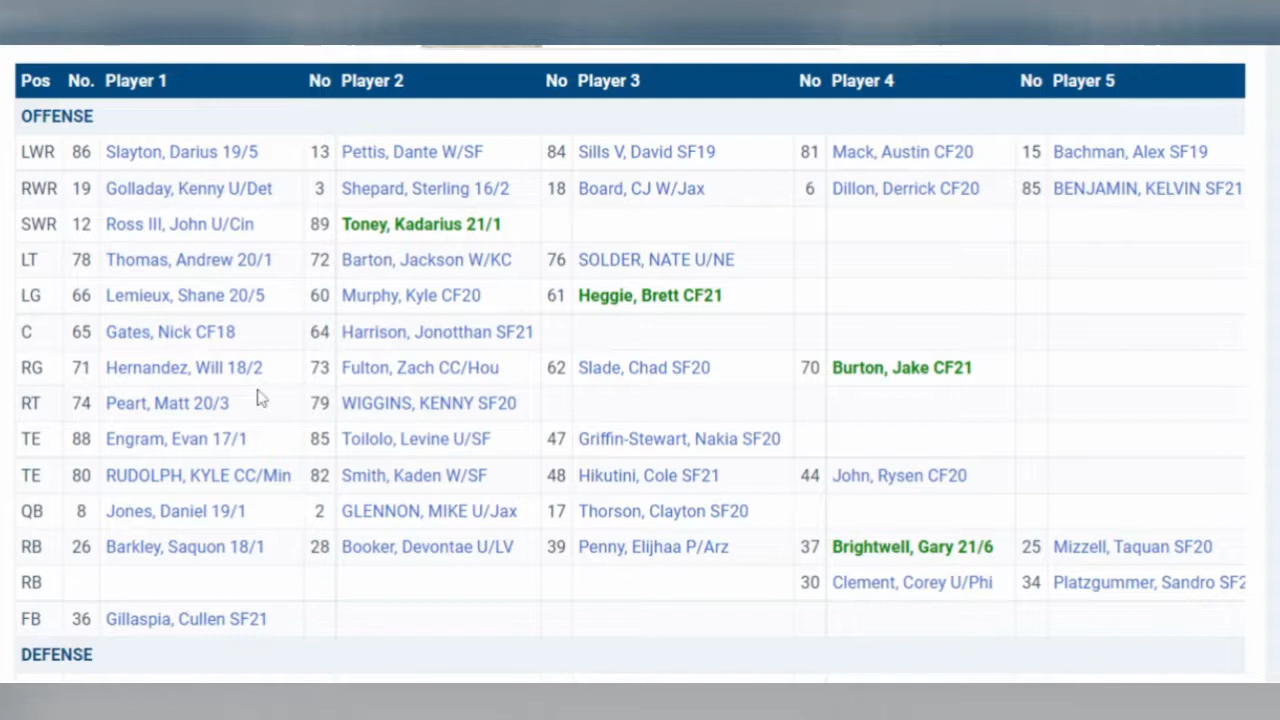 Pos No. Player 1 No Player 2 No Player 3 No Player 4 No Player 5
OFFENSE
LWR 86 Slayton, Darius 19/5 13 Pettis, Dante W/SF 84 Sills V, David SF19 81 Mack, Austin CF20 15 Bachman, Alex SF19
RWR 19 Golladay, Kenny U/Det 3 Shepard, Sterling 16/2 18 Board, CJ W/Jax 6 Dillon, Derrick CF20 85 BENJAMIN, KELVIN SF21
SWR 12 Ross III, John U/Cin 89 Toney, Kadarius 21/1
LT 78 Thomas, Andrew 20/1 72 Barton, Jackson W/KC 76 SOLDER, NATE U/NE
LG 66 Lemieux, Shane 20/5 60 Murphy, Kyle CF20 61 Heggie, Brett CF21
C 65 Gates, Nick CF18 64 Harrison, Jonotthan SF21
RG 71 Hernandez, Will 18/2 73 Fulton, Zach CC/Hou 62 Slade, Chad SF20 70 Burton, Jake CF21
RT 74 Peart, Matt 20/3 79 WIGGINS, KENNY SF20
TE 88 Engram, Evan 17/1 85 Toilolo, Levine U/SF 47 Griffin-Stewart, Nakia SF20
TE 80 RUDOLPH, KYLE CC/Min 82 Smith, Kaden W/SF 48 Hikutini, Cole SF21 44 John, Rysen CF20
QB 8 Jones, Daniel 19/1 2 GLENNON, MIKE U/Jax 17 Thorson, Clayton SF20
RB 26 Barkley, Saquon 18/1 28 Booker, Devontae U/LV 39 Penny, Elijhaa P/Arz 37 Brightwell, Gary 21/6 25 Mizzell, Taquan SF20
RB 30 Clement, Corey U/Phi 34 Platzgummer, Sandro SF2
FB 36 Gillaspia, Cullen SF21
DEFENSE